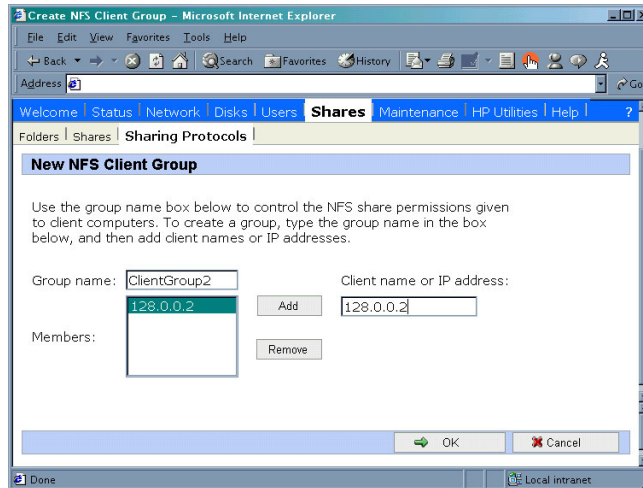 Create NFS Client Group - Microsoft Internet Explorer
File Edit View Favorites Tools Help
Back Search Favorites History
Address Go
Welcome Status Network Disks Users Shares Maintenance HP Utilities Help ?
Folders Shares Sharing Protocols
New NFS Client Group
Use the group name box below to control the NFS share permissions given
to client computers. To create a group, type the group name in the box
below, and then add client names or IP addresses.
Group name: ClientGroup2 Client name or IP address:
128.0.0.2 Add 128.0.0.2
Members:
Remove
OK Cancel
Done Local intranet